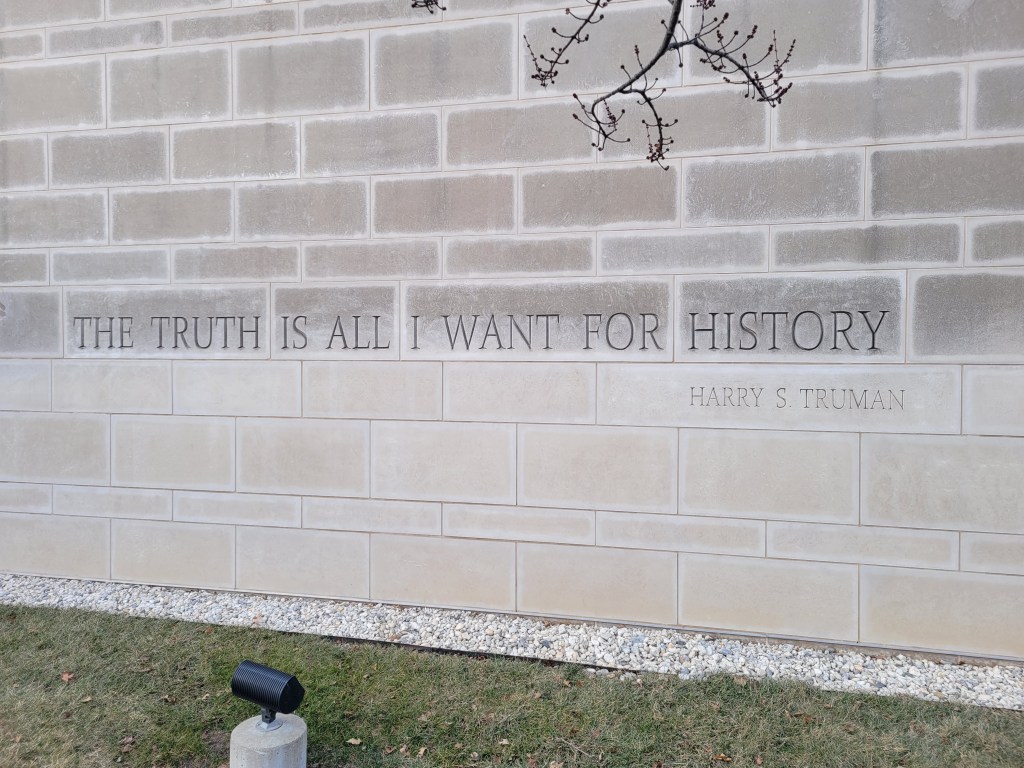 THE TRUTH IS ALL I WANT FOR HISTORY
HARRY S. TRUMAN